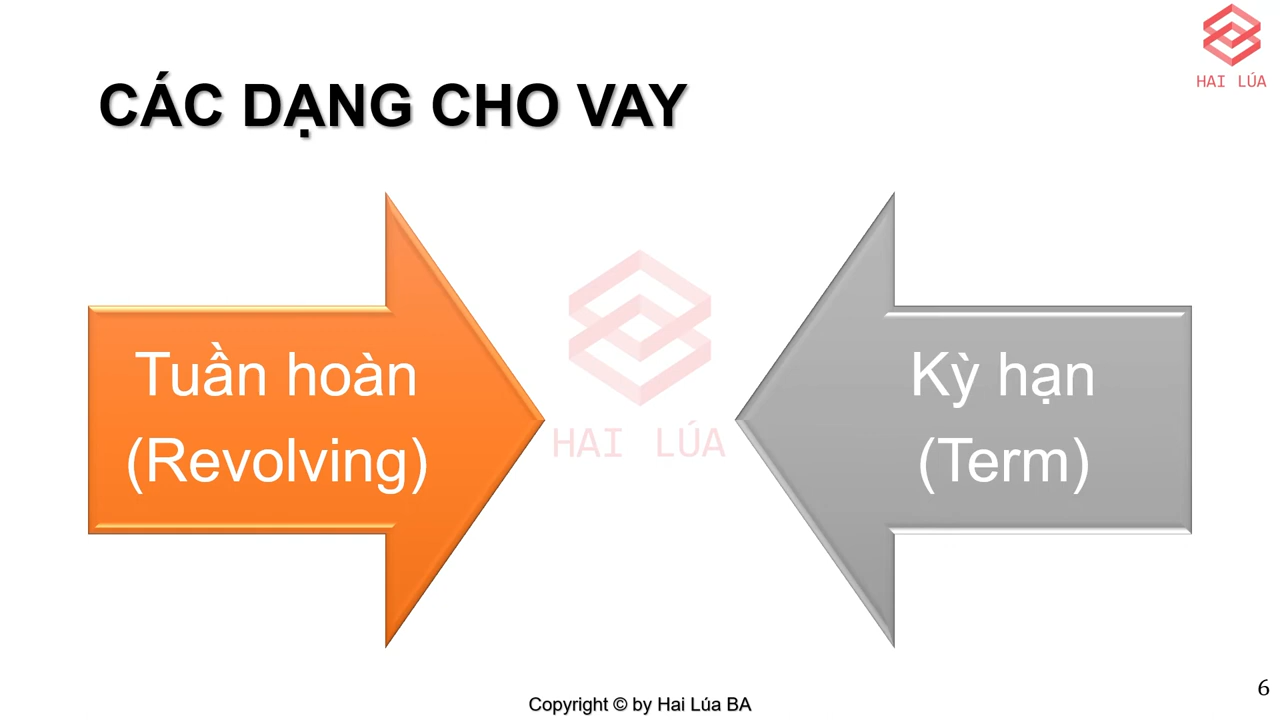 HAI LÚA
CÁC DẠNG CHO VAY
Tuần hoàn
(Revolving)
HAI LÚA
Kỳ hạn
(Term)
6
Copyright © by Hai Lúa BA